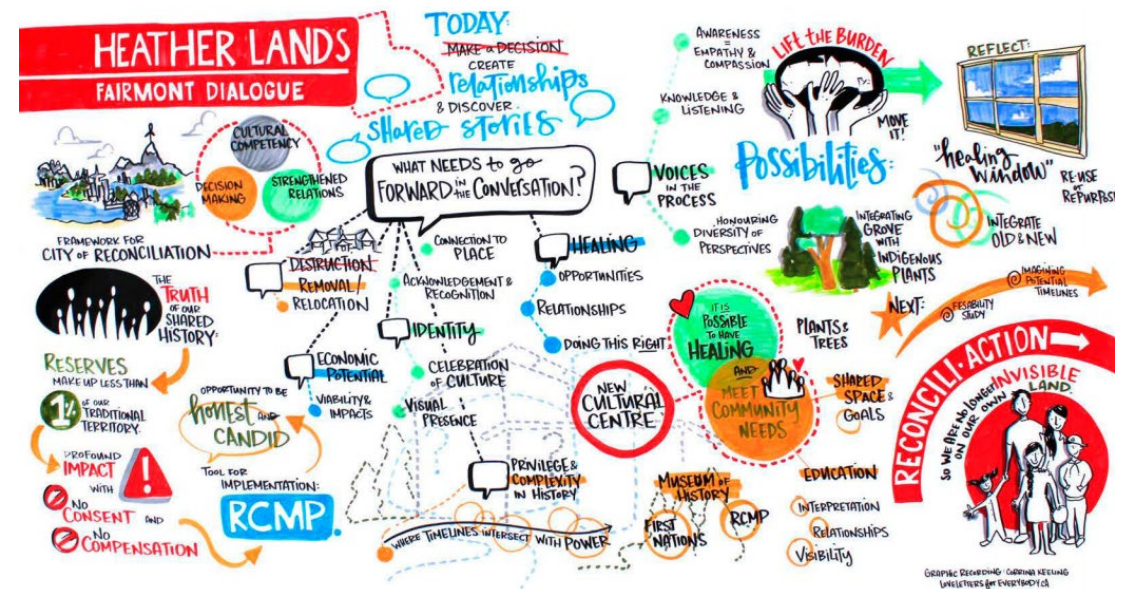 HEATHER LANDS
FAIRMONT DIALOGUE
TODAY:
MAKE a DECISION
CREATE
relationships
& DISCOVER
SHARED STORIES
CULTURAL
COMPETENCY
DECISION
MAKING
STRENGTHENED
RELATIONS
FRAMEWORK FOR
CITY of RECONCILIATION
THE
TRUTH
OF OUR
SHARED
HISTORY:
RESERVES
MAKE UP LESS THAN
1%
OF OUR
TRADITIONAL
TERRITORY.
PROFOUND
IMPACT
WITH
NO
CONSENT AND
NO
COMPENSATION
OPPORTUNITY TO BE
honest AND
CANDID
TOOL FOR
IMPLEMENTATION:
RCMP
WHAT NEEDS to go
FORWARD in the CONVERSATION?
DESTRUCTION
REMOVAL/
RELOCATION
ECONOMIC
POTENTIAL
VIABILITY &
IMPACTS
CONNECTION TO
PLACE
ACKNOWLEDGEMENT &
RECOGNITION
IDENTITY
CELEBRATION
OF CULTURE
VISUAL
PRESENCE
PRIVILEGE &
COMPLEXITY
IN HISTORY
WHERE TIMELINES INTERSECT WITH POWER
HEALING
OPPORTUNITIES
RELATIONSHIPS
DOING THIS RIGHT
VOICES
IN THE
PROCESS
AWARENESS
=
EMPATHY &
COMPASSION
KNOWLEDGE &
LISTENING
HONOURING
DIVERSITY OF
PERSPECTIVES
LIFT THE BURDEN
MOVE
IT!
POSSIBILITIES:
REFLECT:
"healing
window"
RE-USE
or
REPURPOSE
INTEGRATE
OLD & NEW
INTEGRATING
GROVE
WITH
INDIGENOUS
PLANTS
PLANTS &
TREES
NEXT:
FESABILITY
STUDY
IMAGINING
POTENTIAL
TIMELINES
IT IS
POSSIBLE
TO HAVE
HEALING
AND
MEET
COMMUNITY
NEEDS
NEW
CULTURAL
CENTRE
SHARED
SPACE &
GOALS
MUSEUM OF
HISTORY
FIRST
NATIONS
RCMP
EDUCATION
INTERPRETATION
RELATIONSHIPS
VISIBILITY
RECONCILI-ACTION
SO WE ARE NO LONGER INVISIBLE
ON OUR OWN LAND.
GRAPHIC RECORDING: CORRINA KEELING
LOVELETTERS for EVERYBODY.CA